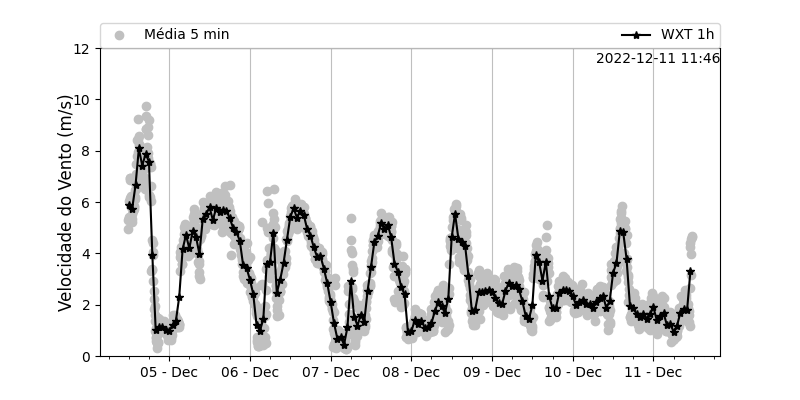 Média 5 min
WXT 1h
2022-12-11 11:46
Velocidade do Vento (m/s)
12
10
8
6
4
2
0
05 - Dec
06 - Dec
07 - Dec
08 - Dec
09 - Dec
10 - Dec
11 - Dec